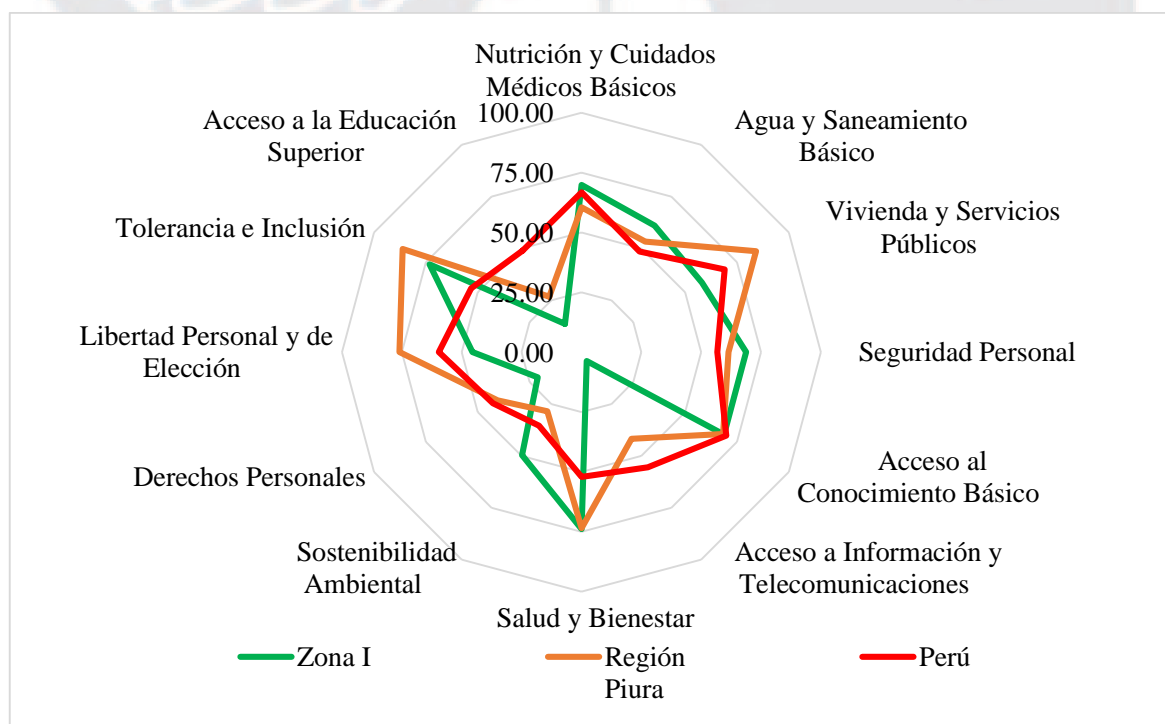 Nutrición y Cuidados
Médicos Básicos
100.00
Acceso a la Educación
Superior
Agua y Saneamiento
Básico
75.00
Tolerancia e Inclusión
Vivienda y Servicios
Públicos
50.00
25.00
Libertad Personal y de
Elección
0.00
Seguridad Personal
Derechos Personales
Acceso al
Conocimiento Básico
Sostenibilidad
Ambiental
Acceso a Información y
Telecomunicaciones
Salud y Bienestar
Zona I
Región
Piura
Perú